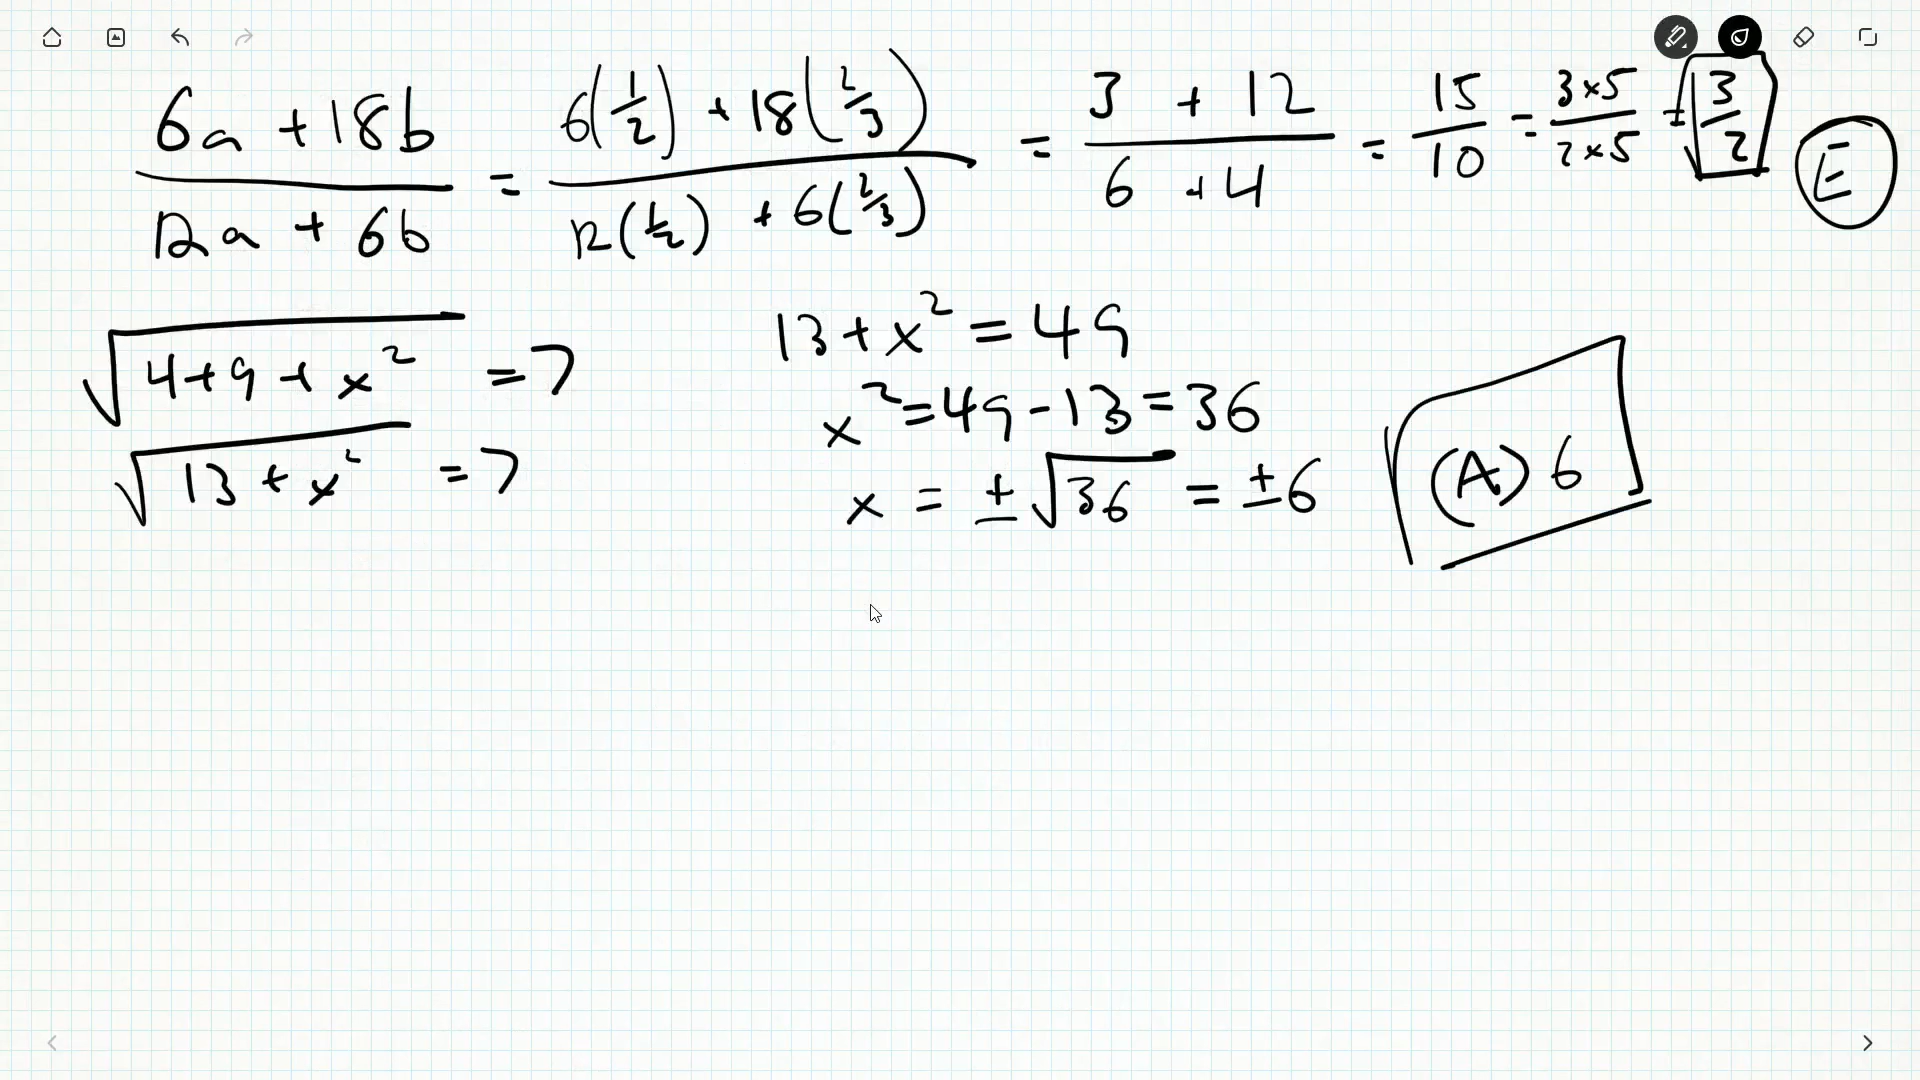 (6a + 18b)/(12a + 6b) = (6(1/2) + 18(2/3))/(12(1/2) + 6(2/3)) = (3 + 12)/(6 + 4) = 15/10 = (3×5)/(2×5) = 3/2 E
√(4+9+x²) = 7
√(13+x²) = 7
13+x² = 49
x² = 49-13 = 36
x = ±√36 = ±6
(A) 6